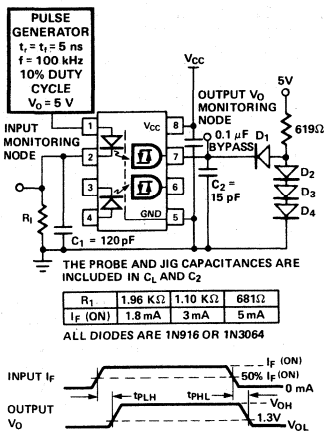 PULSE
GENERATOR
tr = tf = 5 ns
f = 100 kHz
10% DUTY
CYCLE
VO = 5 V
INPUT
MONITORING
NODE
VCC
OUTPUT VO
MONITORING
NODE
5V
619Ω
0.1 µF
BYPASS
D1
D2
D3
D4
1
2
3
4
VCC
GND
8
7
6
5
C2 =
15 pF
RI
C1 = 120 pF
THE PROBE AND JIG CAPACITANCES ARE
INCLUDED IN CL AND C2
R1 1.96 KΩ 1.10 KΩ 681Ω
IF (ON) 1.8 mA 3 mA 5 mA
ALL DIODES ARE 1N916 OR 1N3064
INPUT IF
IF (ON)
50% IF (ON)
0 mA
tPLH
tPHL
OUTPUT
VO
VOH
1.3V
VOL